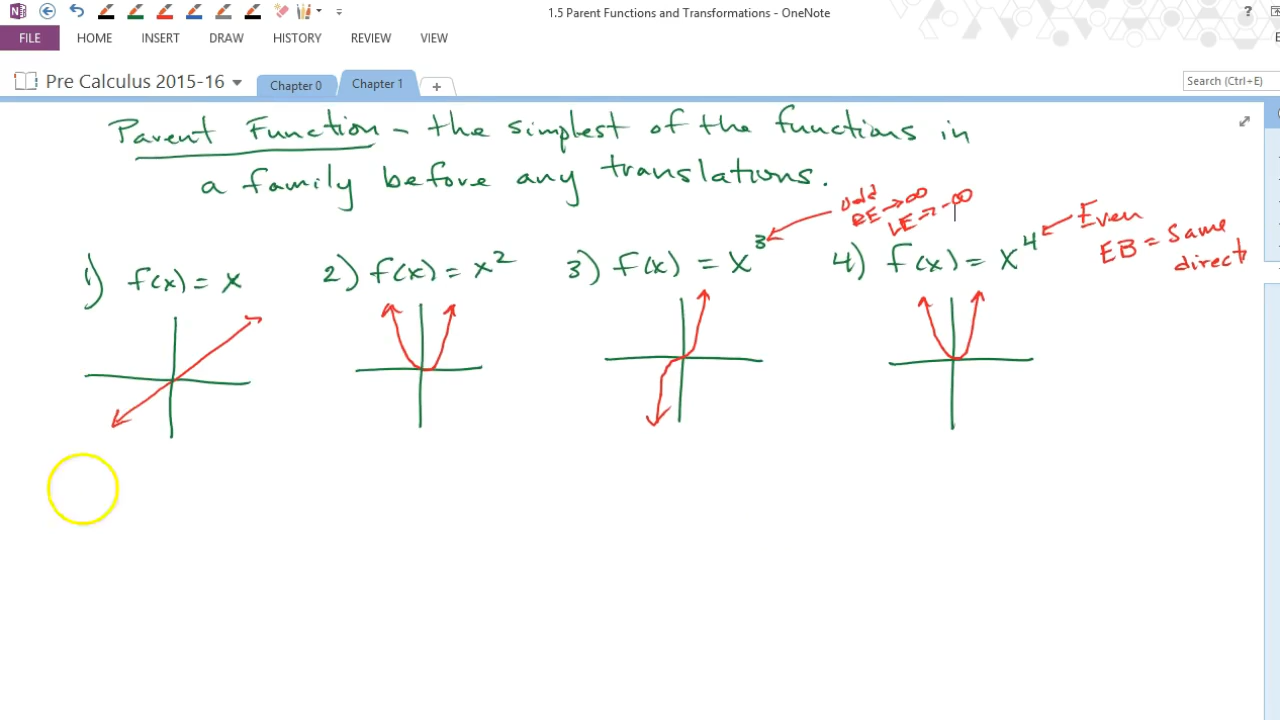 1.5 Parent Functions and Transformations - OneNote
?
FILE HOME INSERT DRAW HISTORY REVIEW VIEW
Pre Calculus 2015-16 Chapter 0 Chapter 1 +
Search (Ctrl+E)
Parent Function - the simplest of the functions in
a family before any translations.
odd
RE → ∞
LE → -∞
Even
EB = Same
direct
1) f(x) = x 2) f(x) = x² 3) f(x) = x³ 4) f(x) = x⁴